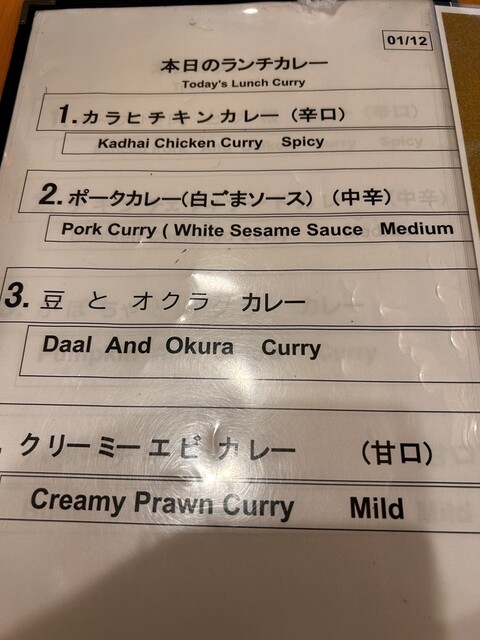 01/12
本日のランチカレー
Today's Lunch Curry
1. カラヒチキンカレー (辛口)
Kadhai Chicken Curry Spicy
2. ポータカレー(白ごまソース) (中辛)
Pork Curry ( White Sesame Sauce Medium
3. 豆 と オクラ カレー
Daal And Okura Curry
クリーミーエビ カレー (甘口)
Creamy Prawn Curry Mild